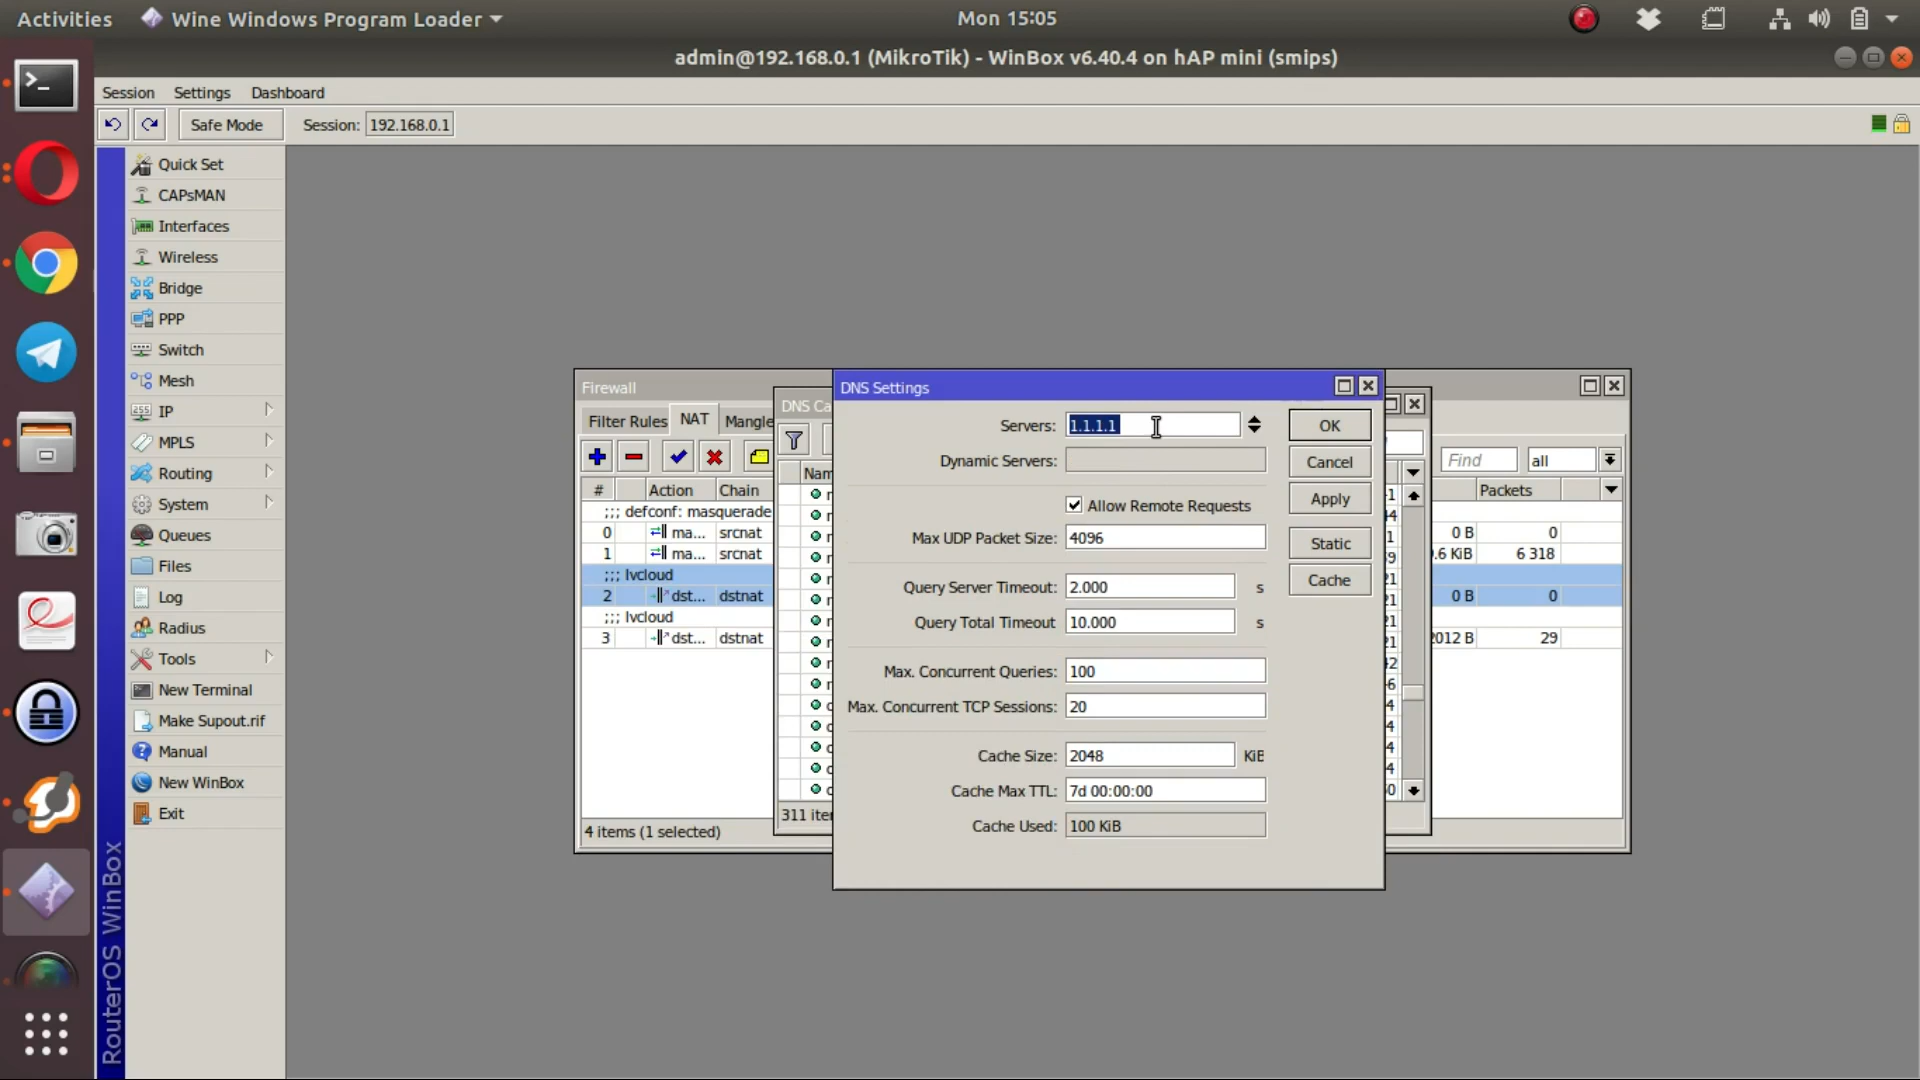 Activities
Wine Windows Program Loader
Mon 15:05
admin@192.168.0.1 (MikroTik) - WinBox v6.40.4 on hAP mini (smips)
Session Settings Dashboard
Safe Mode Session: 192.168.0.1
Quick Set
CAPsMAN
Interfaces
Wireless
Bridge
PPP
Switch
Mesh
IP
MPLS
Routing
System
Queues
Files
Log
Radius
Tools
New Terminal
Make Supout.rif
Manual
New WinBox
Exit
RouterOS WinBox
Firewall
Filter Rules NAT Mangle
# Action Chain
;;; defconf: masquerade
0 ma... srcnat
1 ma... srcnat
;;; lvcloud
2 dst... dstnat
;;; lvcloud
3 dst... dstnat
4 items (1 selected)
DNS Ca
Nam
311 ite
DNS Settings
Servers: 1.1.1.1
Dynamic Servers:
Allow Remote Requests
Max UDP Packet Size: 4096
Query Server Timeout: 2.000 s
Query Total Timeout 10.000 s
Max. Concurrent Queries: 100
Max. Concurrent TCP Sessions: 20
Cache Size: 2048 KiB
Cache Max TTL: 7d 00:00:00
Cache Used: 100 KiB
OK
Cancel
Apply
Static
Cache
Find all
Packets
0 B 0
.6 KiB 6 318
0 B 0
2012 B 29